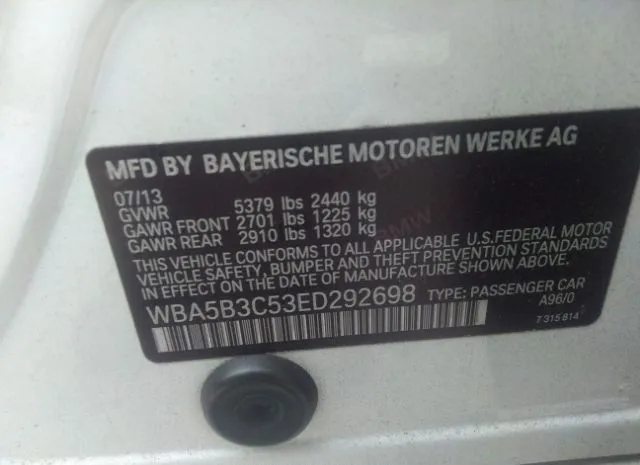 MFD BY BAYERISCHE MOTOREN WERKE AG
07/13
GVWR 5379 lbs 2440 kg
GAWR FRONT 2701 lbs 1225 kg
GAWR REAR 2910 lbs 1320 kg
THIS VEHICLE CONFORMS TO ALL APPLICABLE U.S.FEDERAL MOTOR
VEHICLE SAFETY, BUMPER AND THEFT PREVENTION STANDARDS
IN EFFECT ON THE DATE OF MANUFACTURE SHOWN ABOVE.
WBA5B3C53ED292698 TYPE: PASSENGER CAR
A96/0
7315814